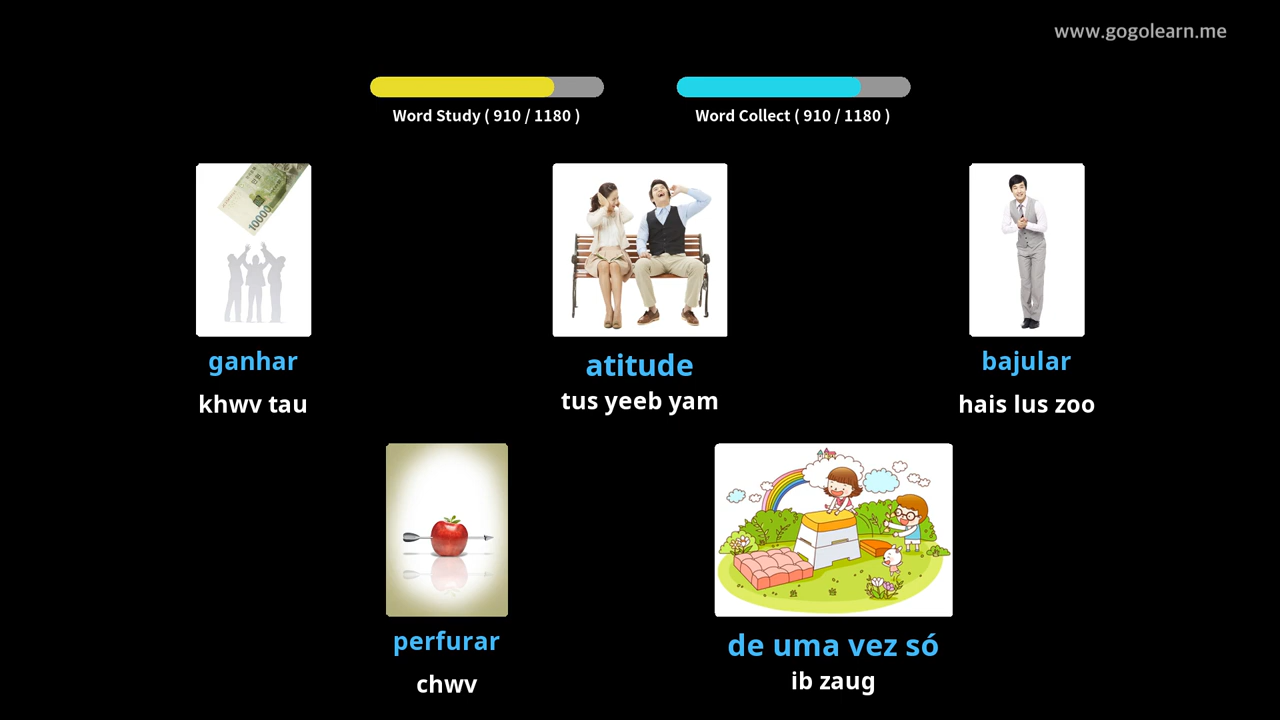 www.gogolearn.me
Word Study ( 910 / 1180 )
Word Collect ( 910 / 1180 )
10000
ganhar
khwv tau
atitude
tus yeeb yam
bajular
hais lus zoo
perfurar
chwv
de uma vez só
ib zaug